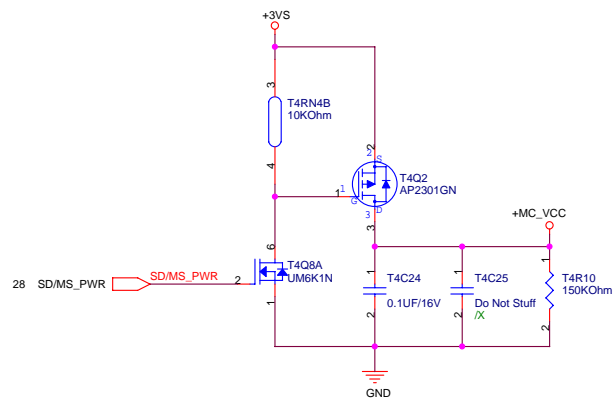 +3VS
3
T4RN4B
10KOhm
4
2
2
S
T4Q2
AP2301GN
1
1
G
D
3
3
+MC_VCC
6
T4Q8A
UM6K1N
28 SD/MS_PWR
SD/MS_PWR
2
1
1
T4C24
0.1UF/16V
2
1
T4C25
Do Not Stuff
/X
2
1
T4R10
150KOhm
2
GND